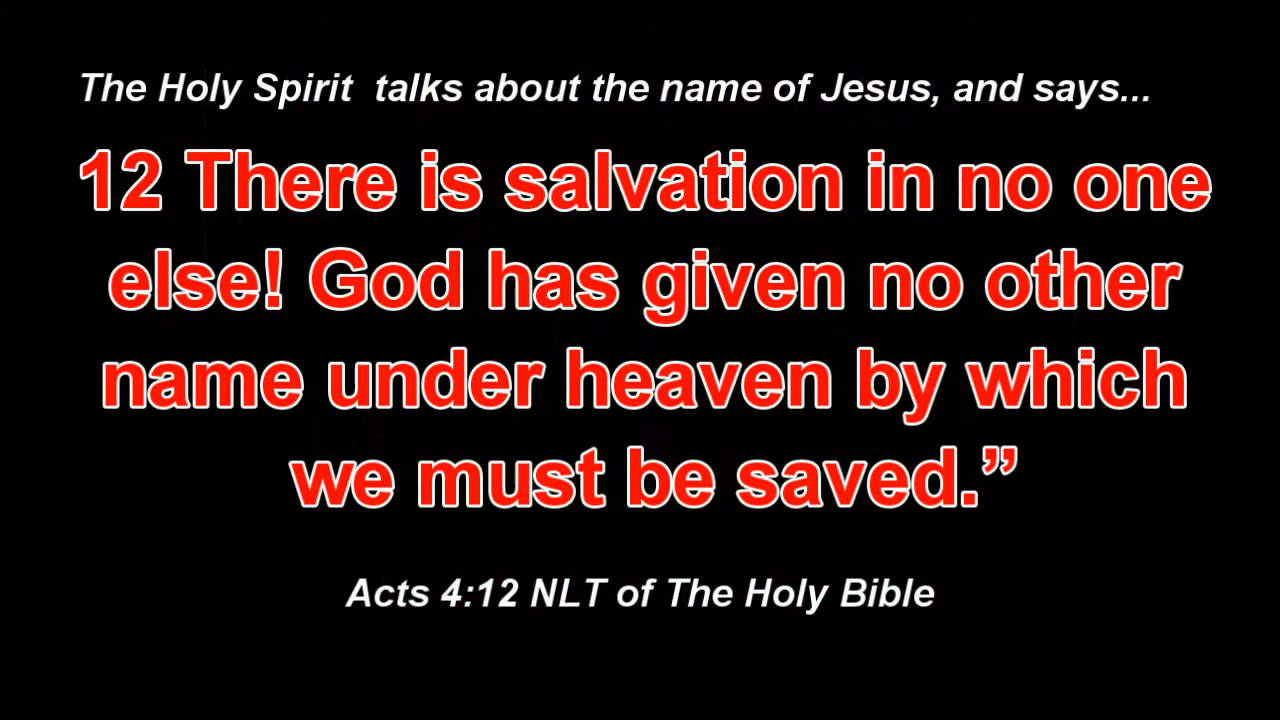 The Holy Spirit  talks about the name of Jesus, and says...
12 There is salvation in no one
else! God has given no other
name under heaven by which
we must be saved.”
Acts 4:12 NLT of The Holy Bible